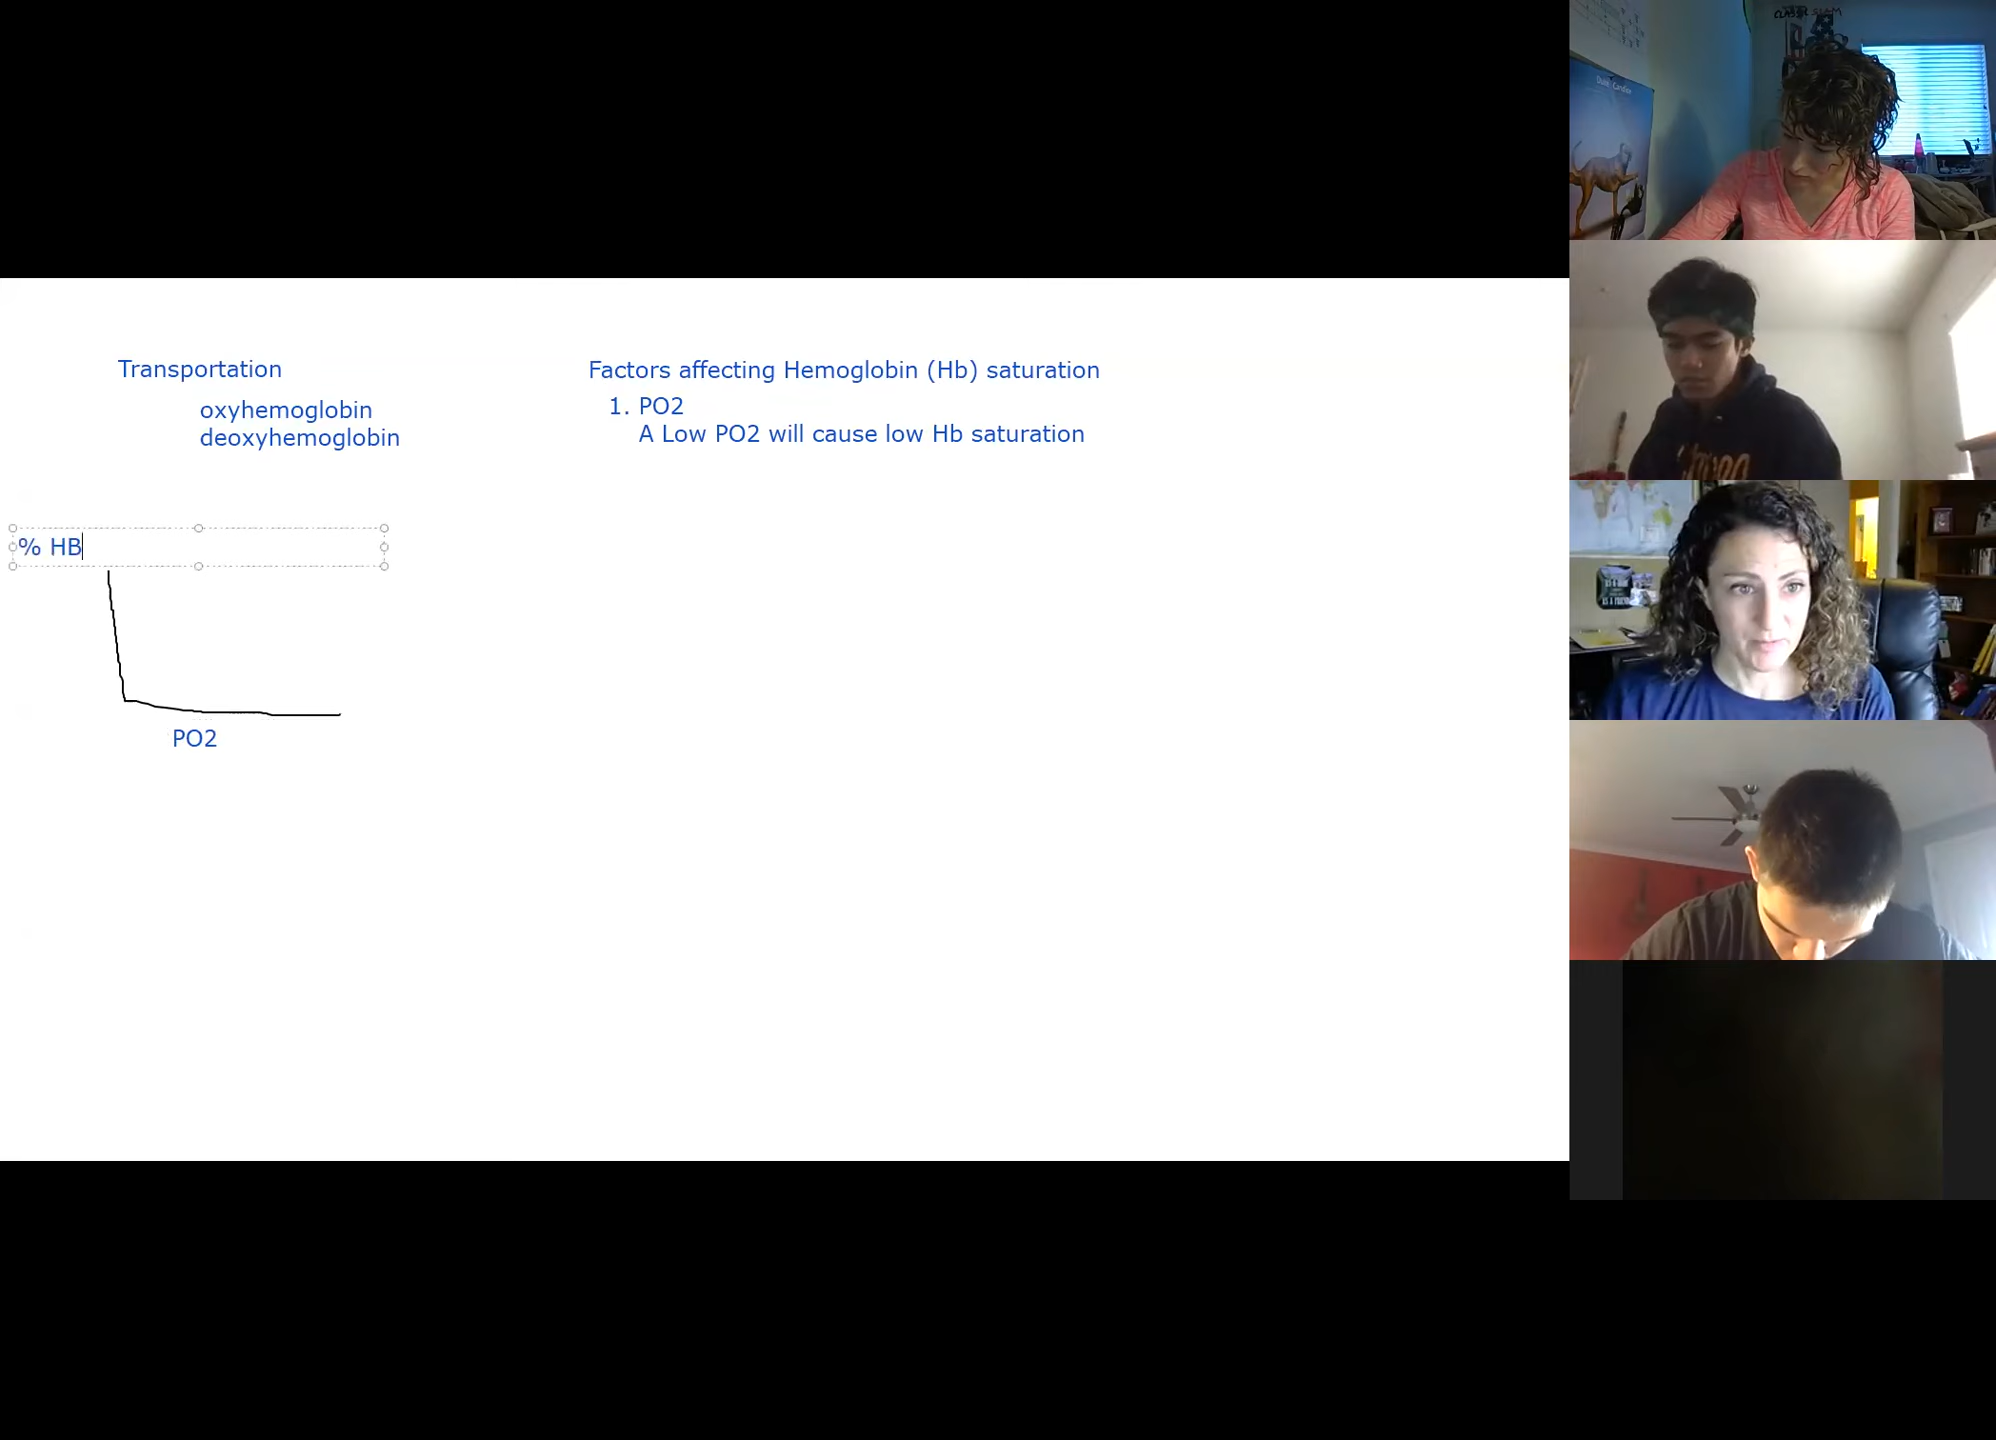 Transportation
oxyhemoglobin
deoxyhemoglobin
Factors affecting Hemoglobin (Hb) saturation
1. PO2
A Low PO2 will cause low Hb saturation
% HB
PO2